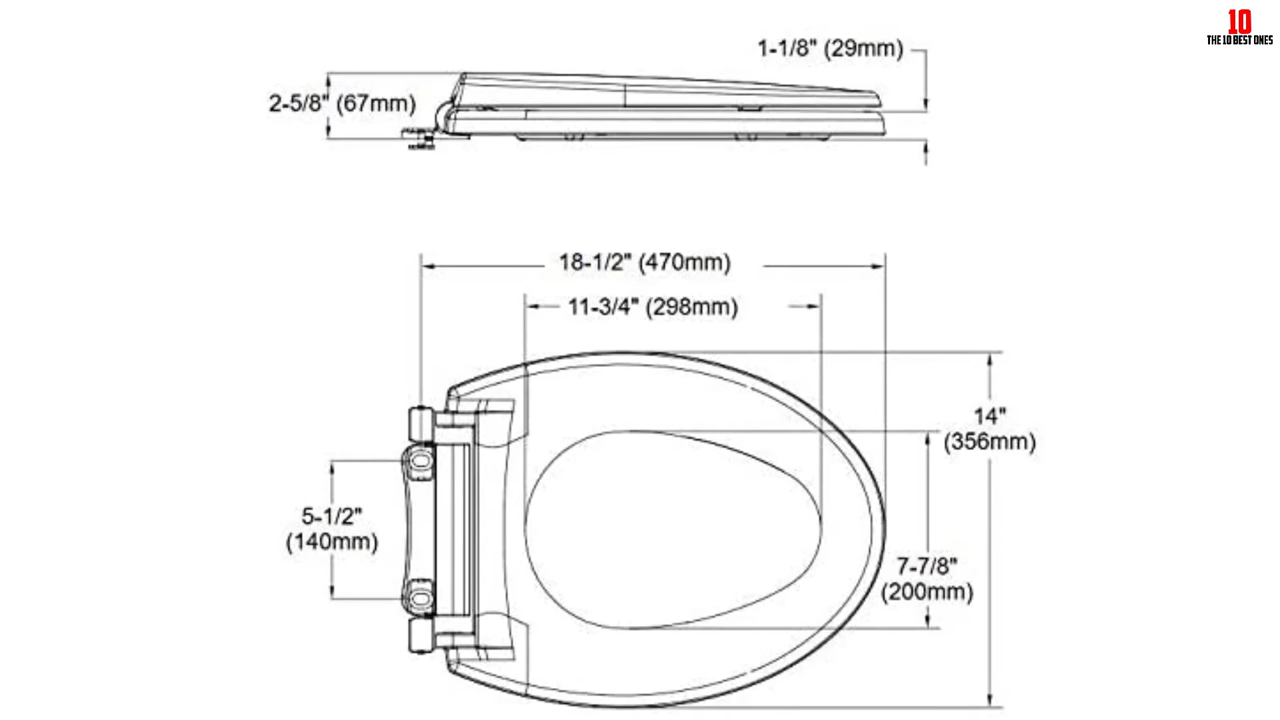 10
THE 10 BEST ONES
1-1/8" (29mm)
2-5/8" (67mm)
18-1/2" (470mm)
11-3/4" (298mm)
14"
(356mm)
5-1/2"
(140mm)
7-7/8"
(200mm)